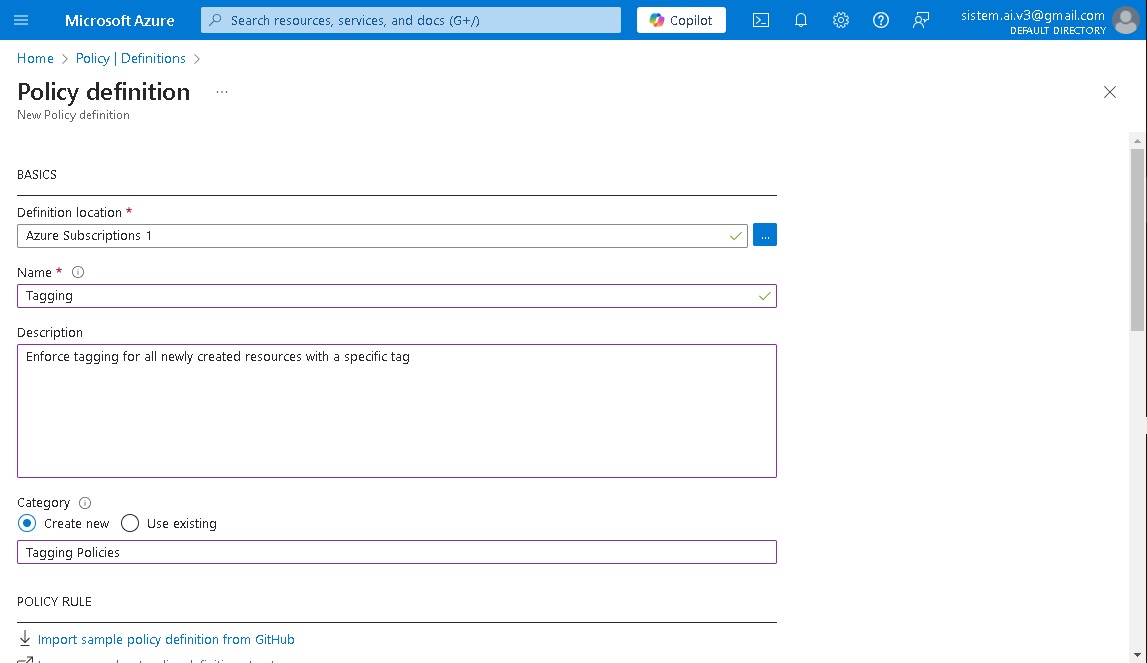 Microsoft Azure
Search resources, services, and docs (G+/)
Copilot
sistem.ai.v3@gmail.com
DEFAULT DIRECTORY
Home > Policy | Definitions >
Policy definition ...
New Policy definition
BASICS
Definition location *
Azure Subscriptions 1
...
Name *
Tagging
Description
Enforce tagging for all newly created resources with a specific tag
Category
Create new
Use existing
Tagging Policies
POLICY RULE
Import sample policy definition from GitHub